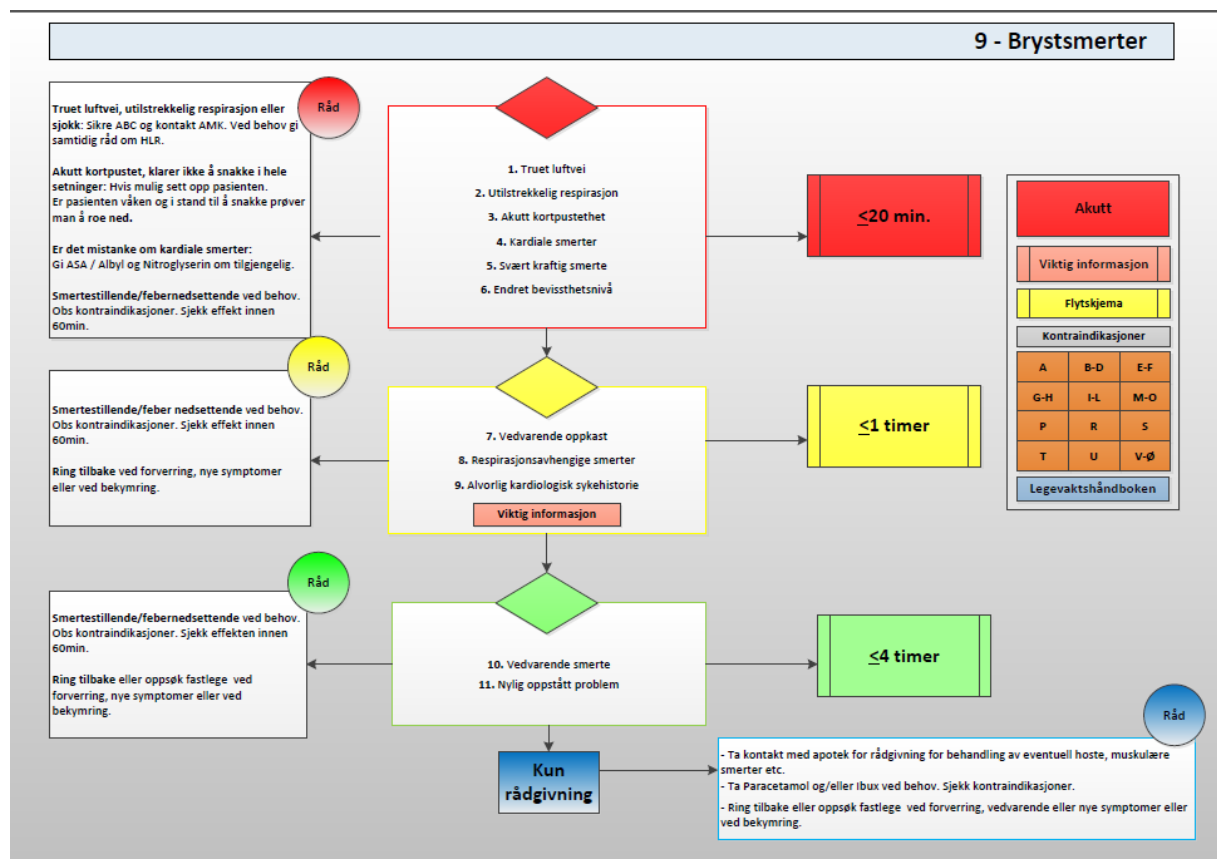 9 - Brystsmerter
Råd
Truet luftvei, utilstrekkelig respirasjon eller
sjokk: Sikre ABC og kontakt AMK. Ved behov gi
samtidig råd om HLR.
Akutt kortpustet, klarer ikke å snakke i hele
setninger: Hvis mulig sett opp pasienten.
Er pasienten våken og i stand til å snakke prøver
man å roe ned.
Er det mistanke om kardiale smerter:
Gi ASA / Albyl og Nitroglyserin om tilgjengelig.
Smertestillende/febernedsettende ved behov.
Obs kontraindikasjoner. Sjekk effekt innen
60min.
1. Truet luftvei
2. Utilstrekkelig respirasjon
3. Akutt kortpustethet
4. Kardiale smerter
5. Svært kraftig smerte
6. Endret bevissthetsnivå
≤20 min.
Akutt
Viktig informasjon
Flytskjema
Kontraindikasjoner
A B-D E-F
G-H I-L M-O
P R S
T U V-Ø
Legevaktshåndboken
Råd
Smertestillende/feber nedsettende ved behov.
Obs kontraindikasjoner. Sjekk effekt innen
60min.
Ring tilbake ved forverring, nye symptomer
eller ved bekymring.
7. Vedvarende oppkast
8. Respirasjonsavhengige smerter
9. Alvorlig kardiologisk sykehistorie
Viktig informasjon
≤1 timer
Råd
Smertestillende/febernedsettende ved behov.
Obs kontraindikasjoner. Sjekk effekten innen
60min.
Ring tilbake eller oppsøk fastlege ved
forverring, nye symptomer eller ved
bekymring.
10. Vedvarende smerte
11. Nylig oppstått problem
≤4 timer
Kun
rådgivning
Råd
- Ta kontakt med apotek for rådgivning for behandling av eventuell hoste, muskulære
smerter etc.
- Ta Paracetamol og/eller Ibux ved behov. Sjekk kontraindikasjoner.
- Ring tilbake eller oppsøk fastlege ved forverring, vedvarende eller nye symptomer eller
ved bekymring.